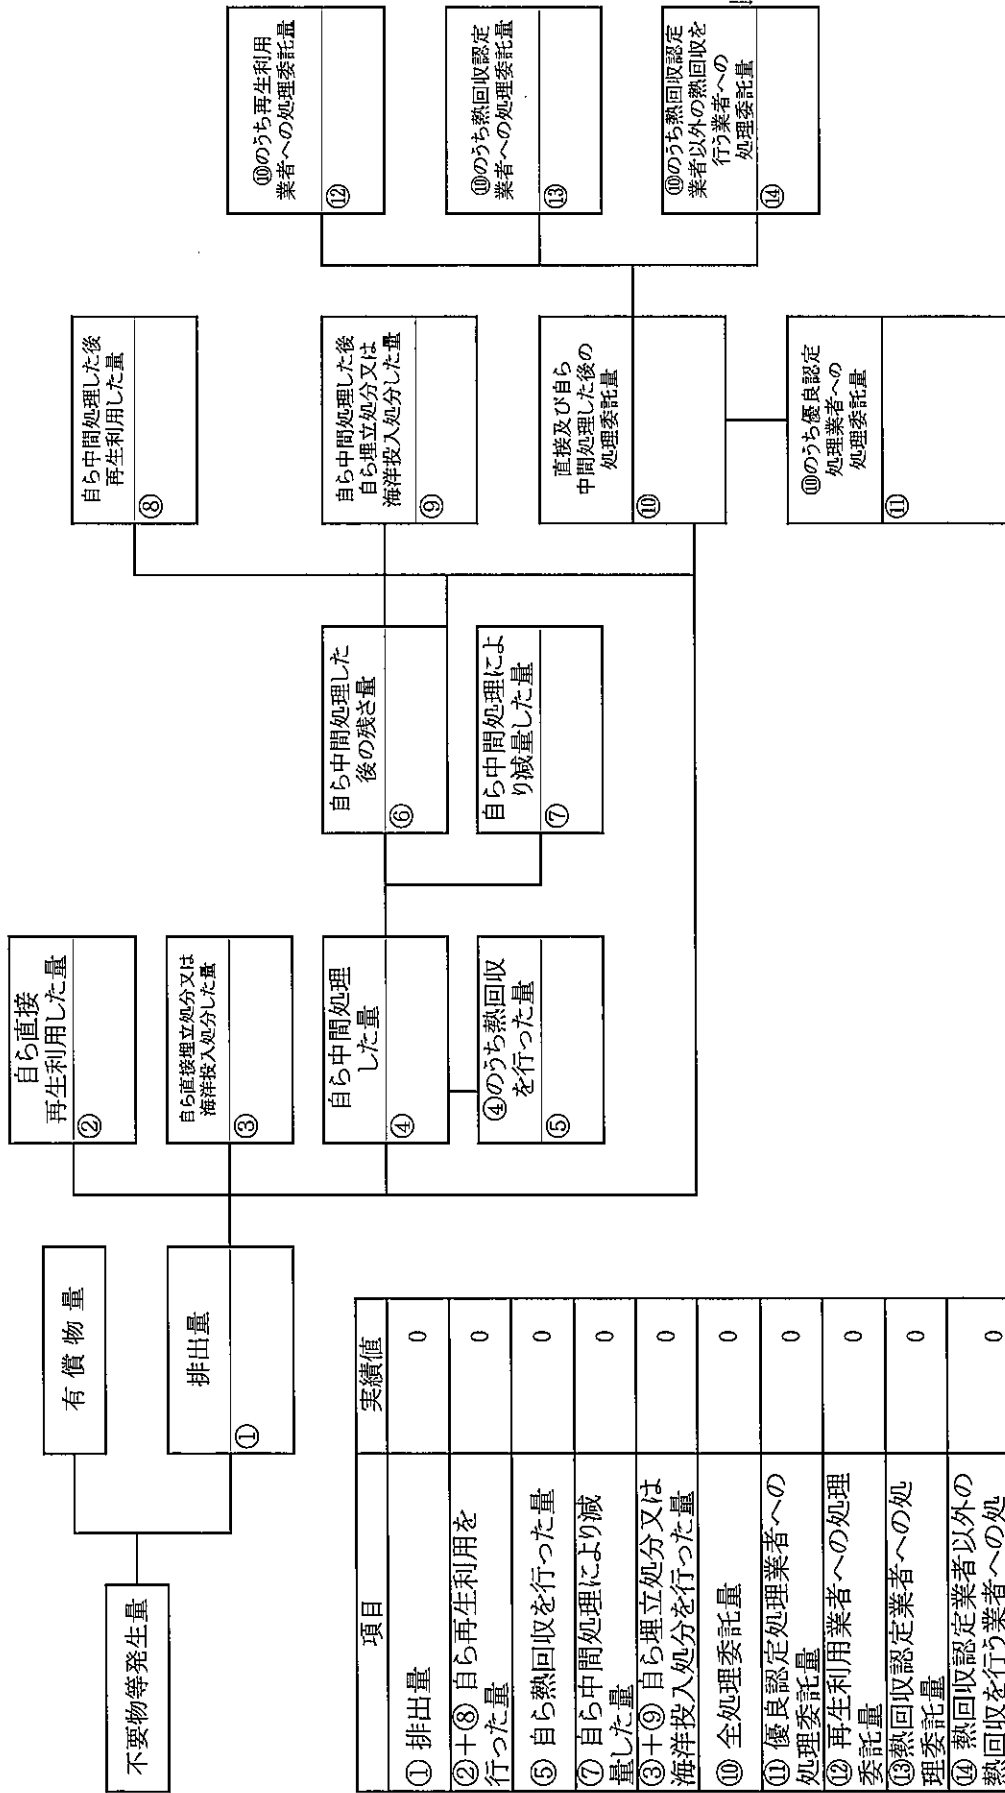 不要物等発生量
有償物量
排出量
①
自ら直接
再生利用した量
②
自ら直接埋立処分又は
海洋投入処分した量
③
自ら中間処理
した量
④
④のうち熱回収
を行った量
⑤
自ら中間処理した
後の残さ量
⑥
自ら中間処理によ
り減量した量
⑦
自ら中間処理した後
再生利用した量
⑧
自ら中間処理した後
自ら埋立処分又は
海洋投入処分した量
⑨
直接及び自ら
中間処理した後の
処理委託量
⑩
⑩のうち優良認定
処理業者への
処理委託量
⑪
⑩のうち再生利用
業者への処理委託量
⑫
⑩のうち熱回収認定
業者への処理委託量
⑬
⑩のうち熱回収認定
業者以外の熱回収を
行う業者への
処理委託量
⑭
項目 実績値
①排出量 0
②+⑧ 自ら再生利用を
行った量 0
⑤ 自ら熱回収を行った量 0
⑦ 自ら中間処理により減
量した量 0
③+⑨ 自ら埋立処分又は
海洋投入処分を行った量 0
⑩ 全処理委託量 0
⑪ 優良認定処理業者への
処理委託量 0
⑫ 再生利用業者への処理
委託量 0
⑬熱回収認定業者への処
理委託量 0
⑭ 熱回収認定業者以外の
熱回収を行う業者への処 0